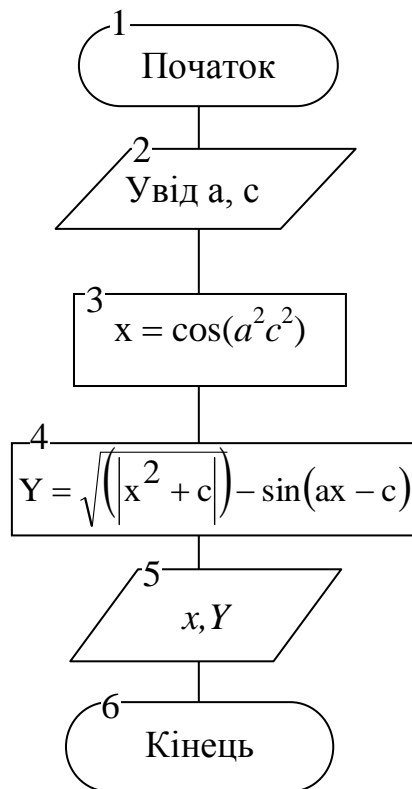 1
Початок
2
Увід a, c
3
x = cos(a²c²)
4
Y = √(|x² + c|) − sin(ax − c)
5
x,Y
6
Кінець